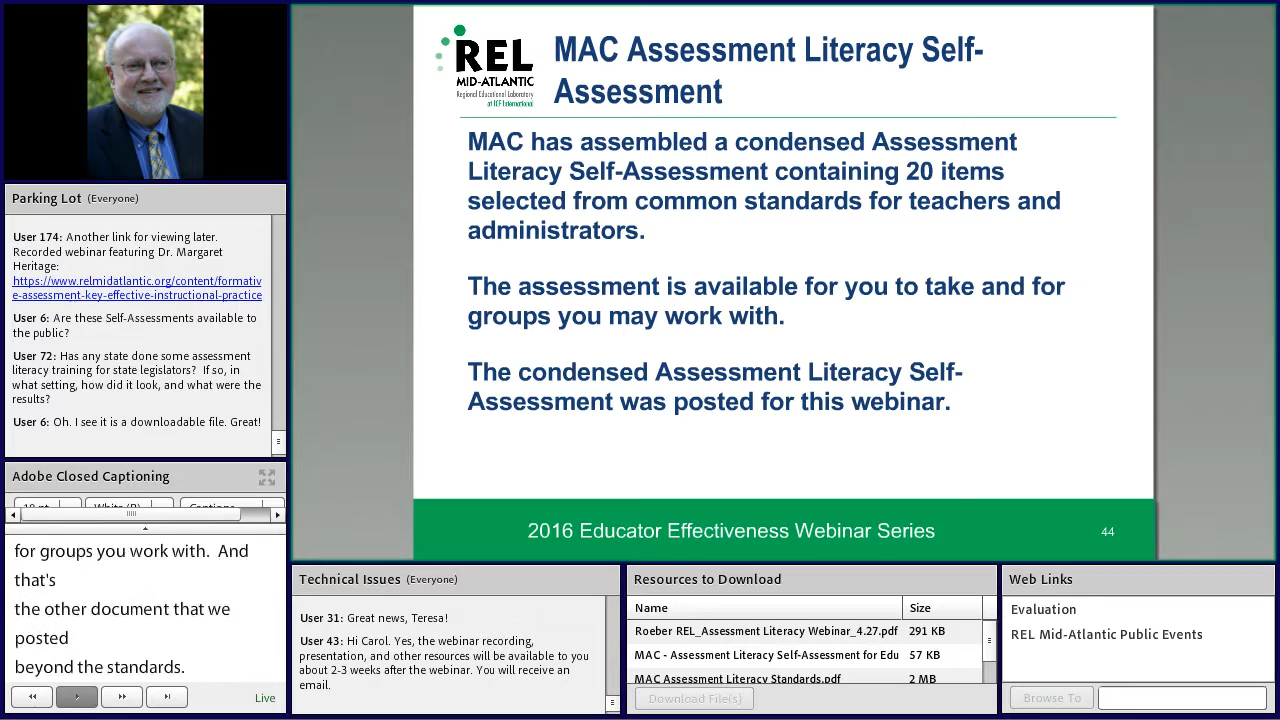 Parking Lot (Everyone)
User 174: Another link for viewing later.
Recorded webinar featuring Dr. Margaret
Heritage:
https://www.relmidatlantic.org/content/formativ
e-assessment-key-effective-instructional-practice
User 6: Are these Self-Assessments available to
the public?
User 72: Has any state done some assessment
literacy training for state legislators? If so, in
what setting, how did it look, and what were the
results?
User 6: Oh. I see it is a downloadable file. Great!
Adobe Closed Captioning
18 pt
White (B)
Captions
for groups you work with. And
that's
the other document that we
posted
beyond the standards.
Live
REL
MID-ATLANTIC
Regional Educational Laboratory
at ICF International
MAC Assessment Literacy Self-
Assessment
MAC has assembled a condensed Assessment
Literacy Self-Assessment containing 20 items
selected from common standards for teachers and
administrators.
The assessment is available for you to take and for
groups you may work with.
The condensed Assessment Literacy Self-
Assessment was posted for this webinar.
2016 Educator Effectiveness Webinar Series
44
Technical Issues (Everyone)
User 31: Great news, Teresa!
User 43: Hi Carol. Yes, the webinar recording,
presentation, and other resources will be available to you
about 2-3 weeks after the webinar. You will receive an
email.
Resources to Download
Name Size
Roeber REL_Assessment Literacy Webinar_4.27.pdf 291 KB
MAC - Assessment Literacy Self-Assessment for Edu 57 KB
MAC Assessment Literacy Standards.pdf 2 MB
Download File(s)
Web Links
Evaluation
REL Mid-Atlantic Public Events
Browse To